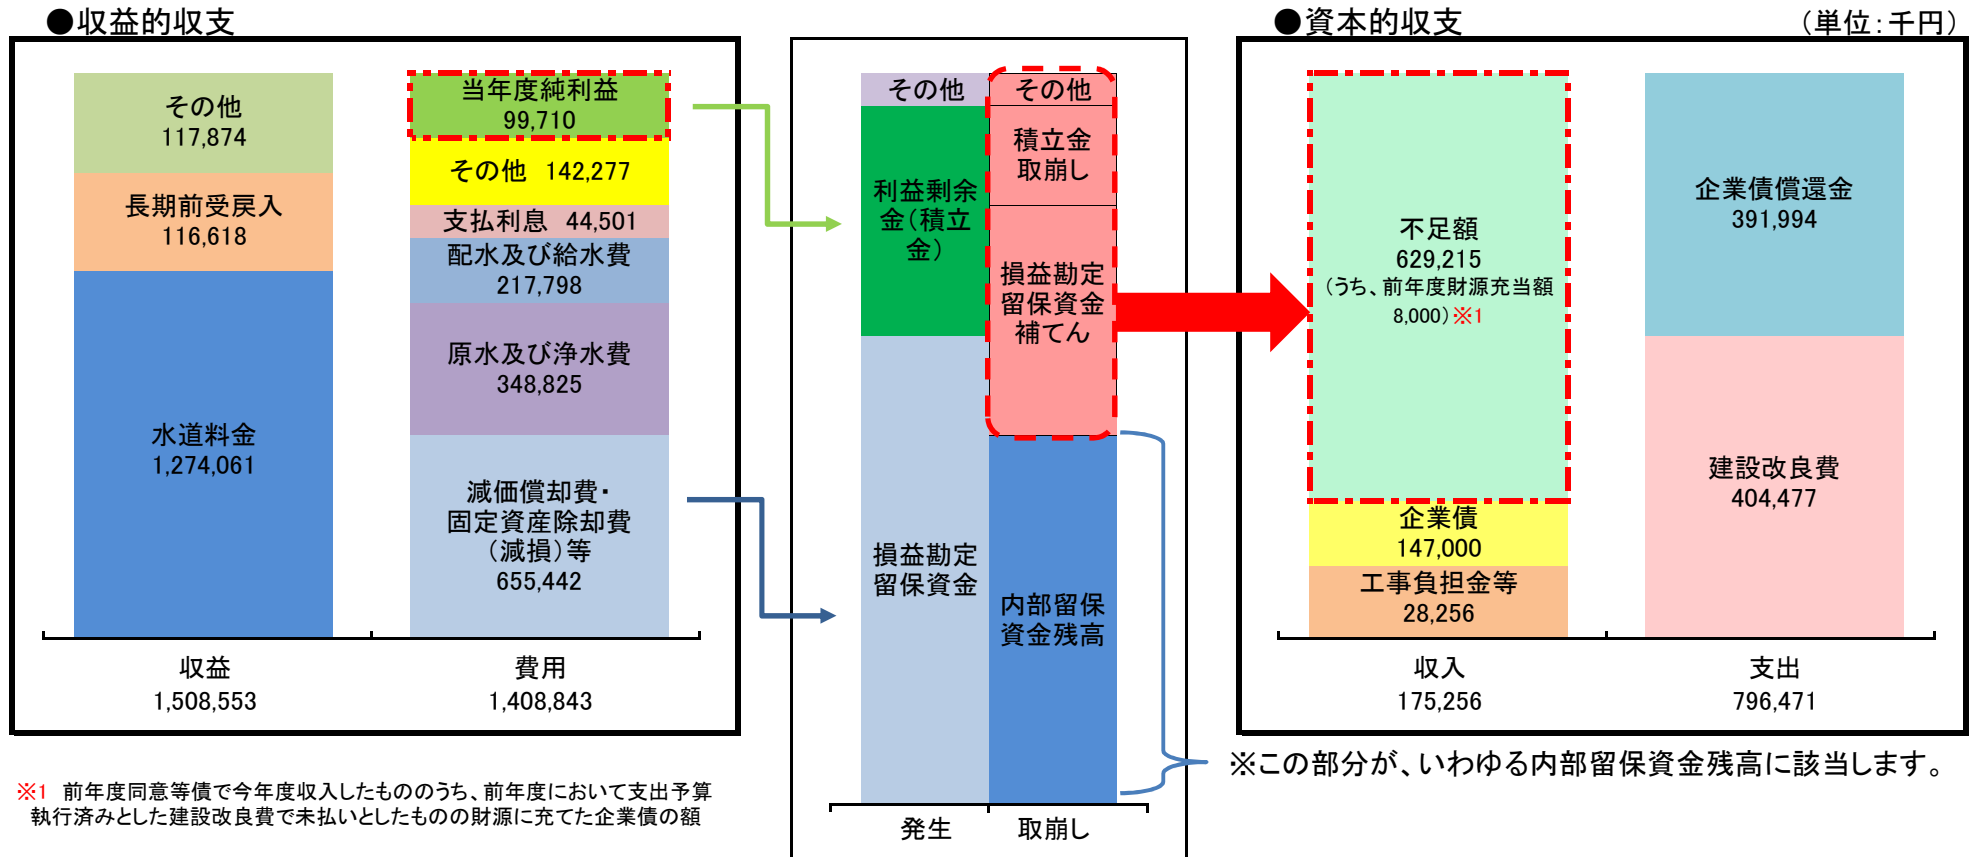 ●収益的収支
その他
117,874
長期前受戻入
116,618
水道料金
1,274,061
当年度純利益
99,710
その他 142,277
支払利息 44,501
配水及び給水費
217,798
原水及び浄水費
348,825
減価償却費・
固定資産除却費
（減損）等
655,442
収益
1,508,553
費用
1,408,843
※1 前年度同意等債で今年度収入したもののうち、前年度において支出予算
執行済みとした建設改良費で未払いとしたものの財源に充てた企業債の額
その他
利益剰余
金（積立
金）
損益勘定
留保資金
その他
積立金
取崩し
損益勘定
留保資金
補てん
内部留保
資金残高
発生
取崩し
●資本的収支
（単位：千円）
不足額
629,215
（うち、前年度財源充当額
8,000）※1
企業債
147,000
工事負担金等
28,256
企業債償還金
391,994
建設改良費
404,477
収入
175,256
支出
796,471
※この部分が、いわゆる内部留保資金残高に該当します。